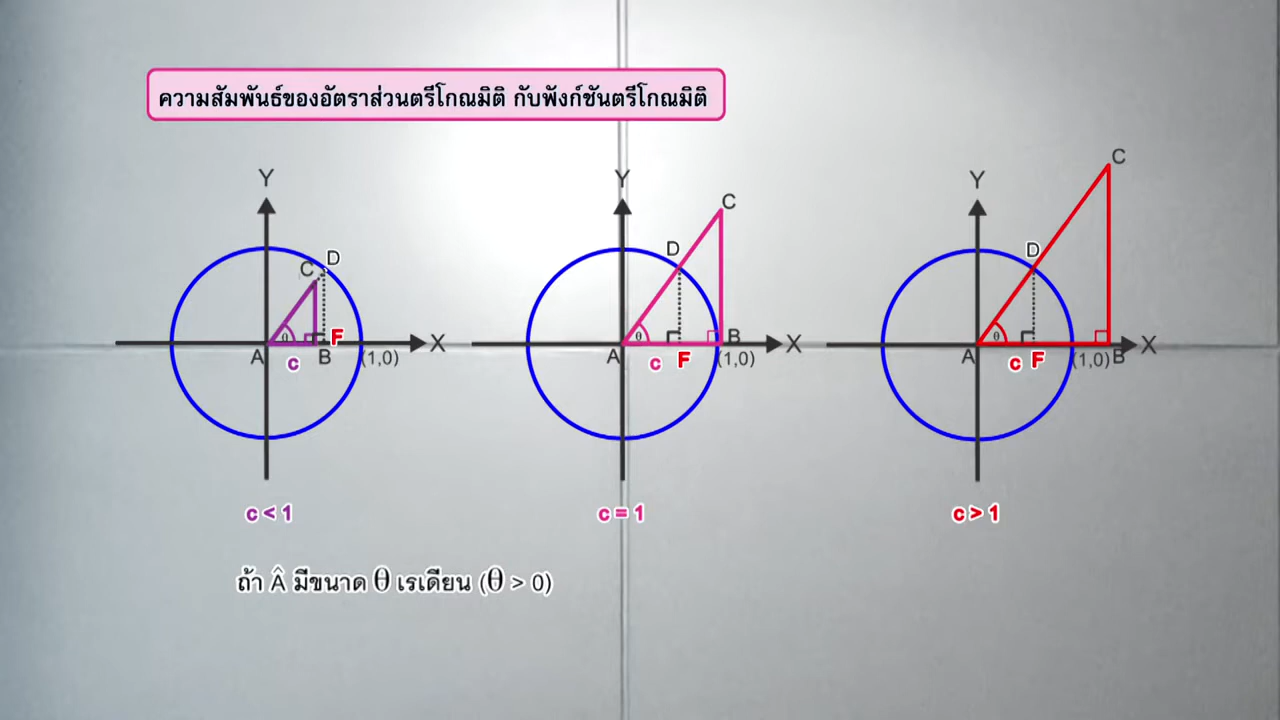 ความสัมพันธ์ของอัตราส่วนตรีโกณมิติ กับฟังก์ชันตรีโกณมิติ
Y
C
D
θ
F
X
A
c
B
(1,0)
c < 1
Y
C
D
θ
B
X
A
c
F
(1,0)
c = 1
Y
C
D
θ
X
A
c
F
(1,0)
B
c > 1
ถ้า Â มีขนาด θ เรเดียน (θ > 0)